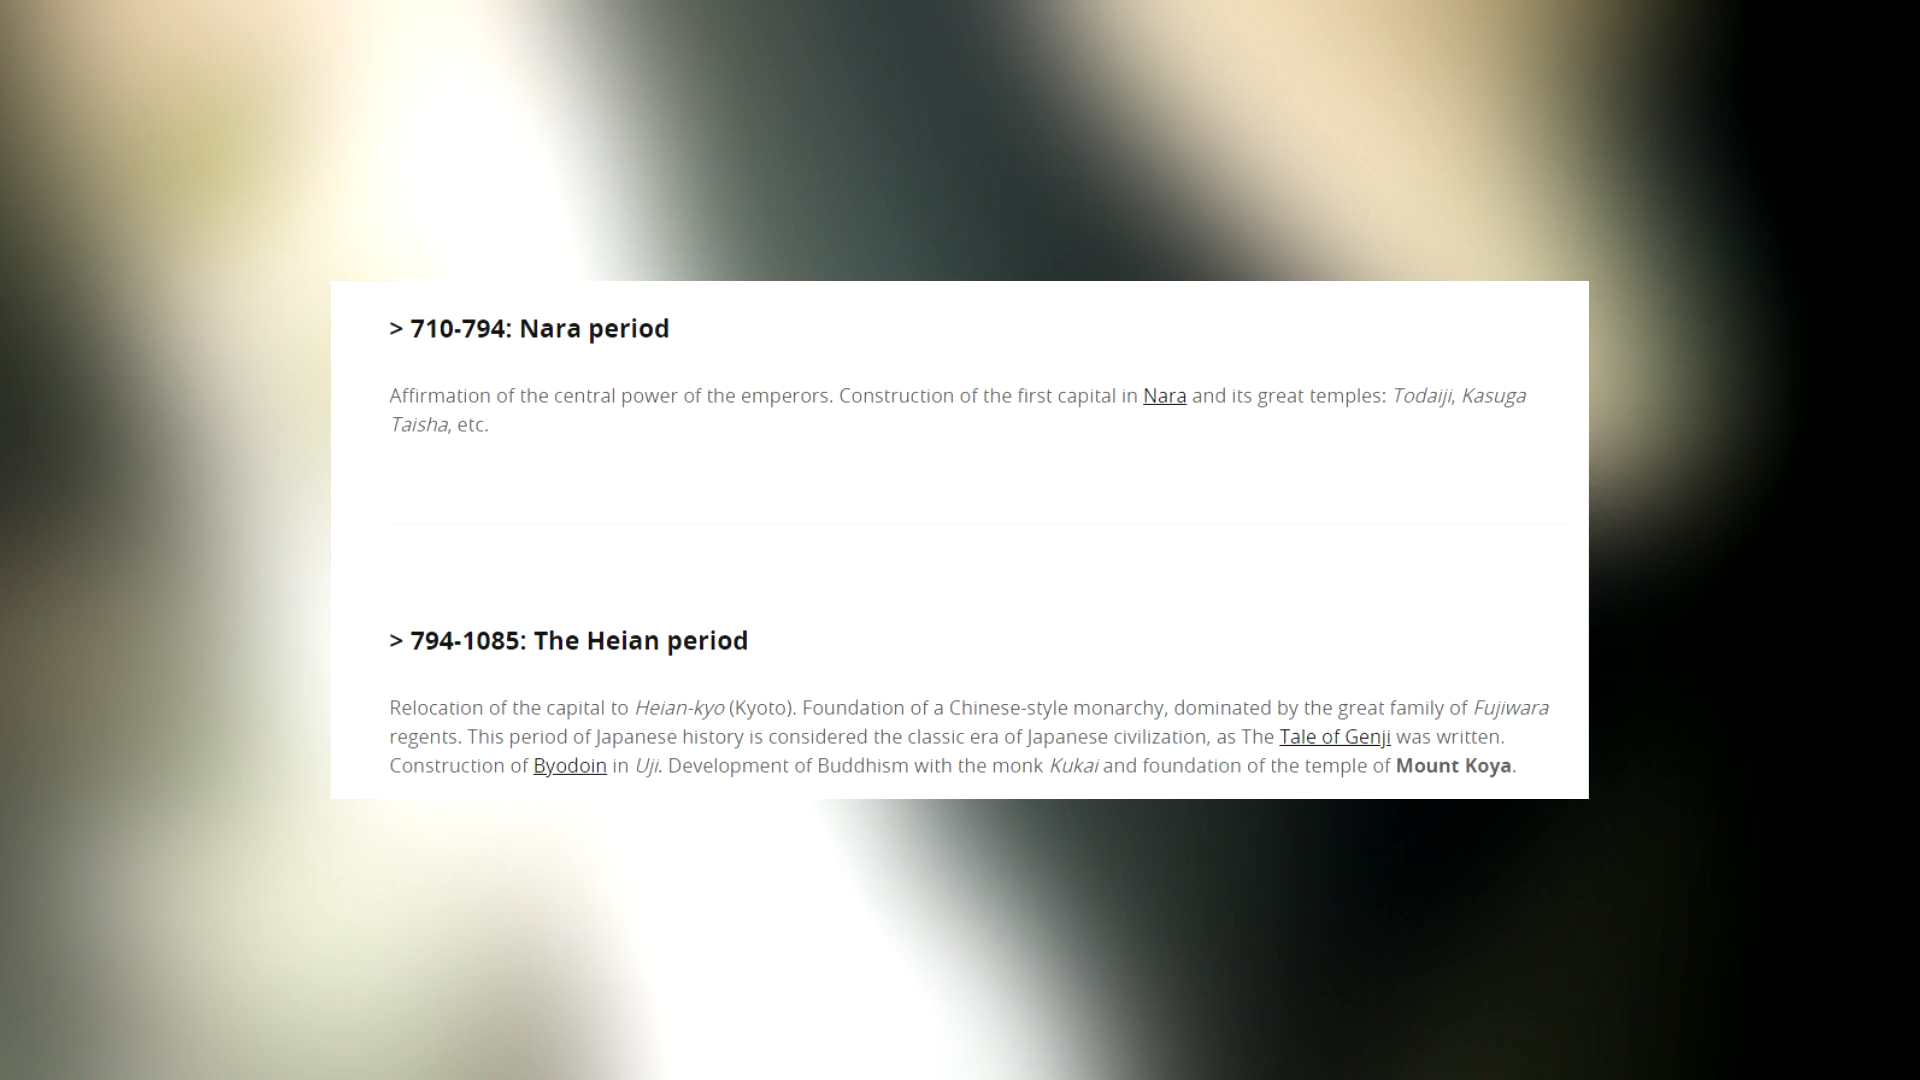 > 710-794: Nara period
Affirmation of the central power of the emperors. Construction of the first capital in Nara and its great temples: Todaiji, Kasuga
Taisha, etc.
> 794-1085: The Heian period
Relocation of the capital to Heian-kyo (Kyoto). Foundation of a Chinese-style monarchy, dominated by the great family of Fujiwara
regents. This period of Japanese history is considered the classic era of Japanese civilization, as The Tale of Genji was written.
Construction of Byodoin in Uji. Development of Buddhism with the monk Kukai and foundation of the temple of Mount Koya.